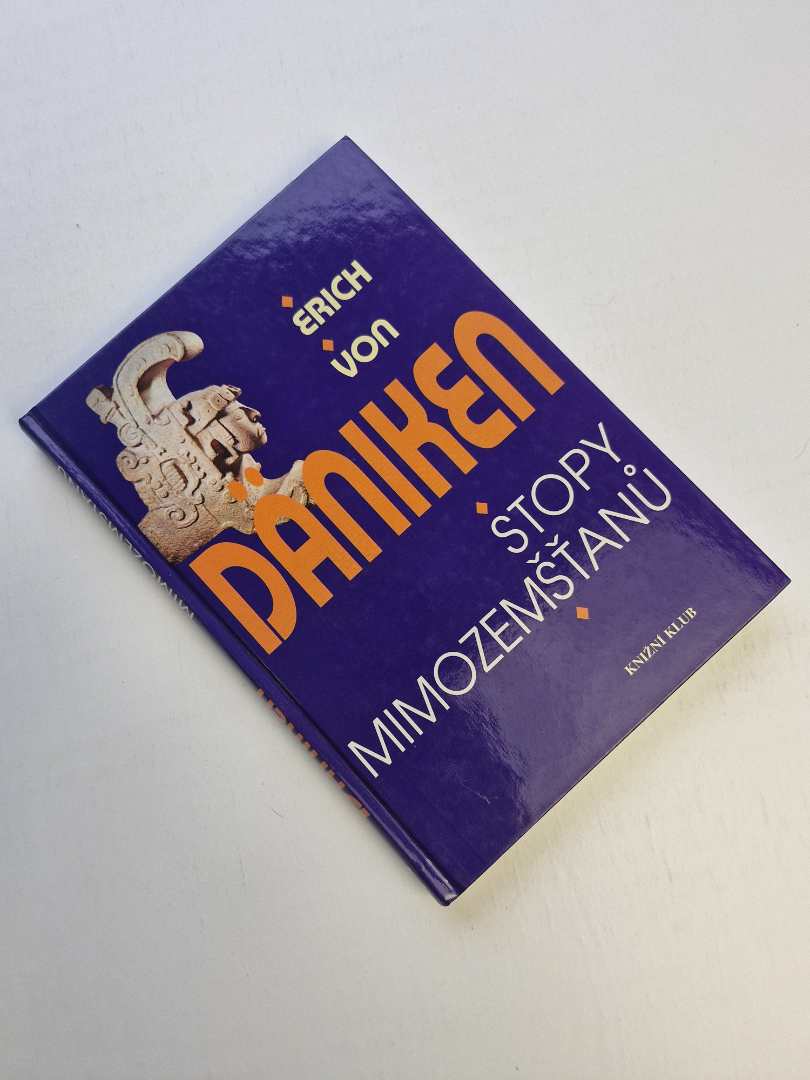 ERICH
VON
DÄNIKEN
STOPY
MIMOZEMŠŤANŮ
KNIŽNÍ KLUB